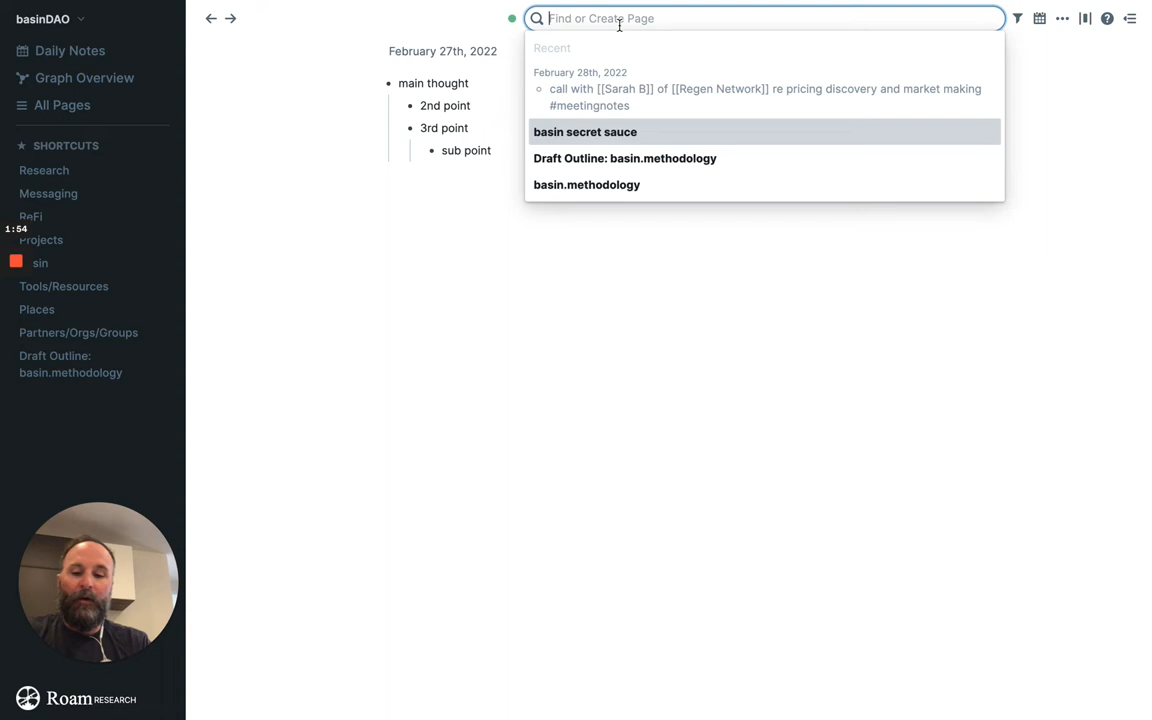 basinDAO
Find or Create Page
Daily Notes
Graph Overview
All Pages
SHORTCUTS
Research
Messaging
ReFi
1:54
Projects
sin
Tools/Resources
Places
Partners/Orgs/Groups
Draft Outline:
basin.methodology
February 27th, 2022
main thought
2nd point
3rd point
sub point
Recent
February 28th, 2022
call with [[Sarah B]] of [[Regen Network]] re pricing discovery and market making
#meetingnotes
basin secret sauce
Draft Outline: basin.methodology
basin.methodology
Roam RESEARCH